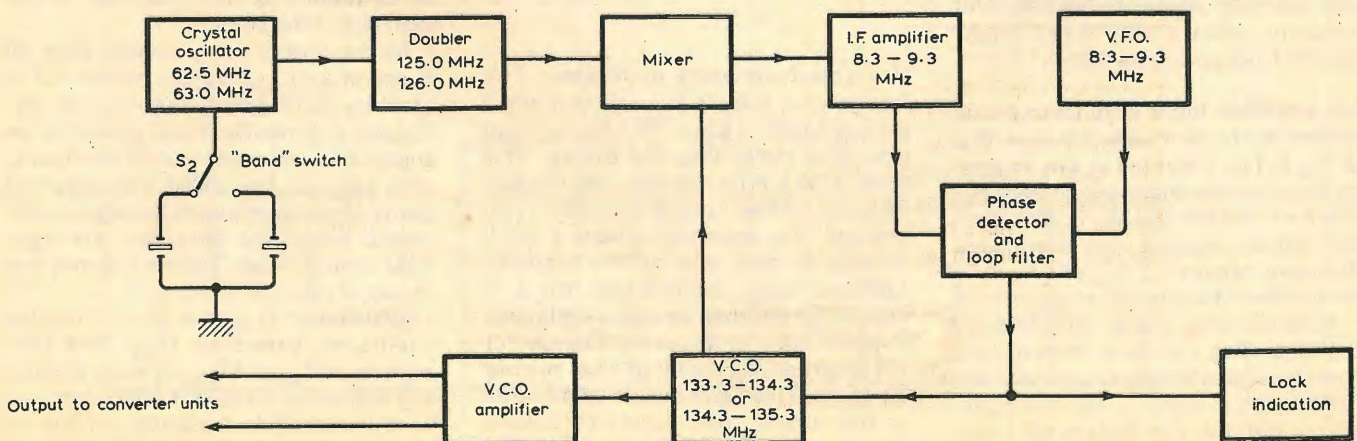 Crystal
oscillator
62.5 MHz
63.0 MHz
Doubler
125.0 MHz
126.0 MHz
Mixer
I.F. amplifier
8.3 – 9.3
MHz
V.F.O.
8.3–9.3
MHz
S2 "Band" switch
Phase
detector
and
loop filter
Output to converter units
V.C.O.
amplifier
V.C.O.
133.3–134.3
or
134.3–135.3
MHz
Lock
indication